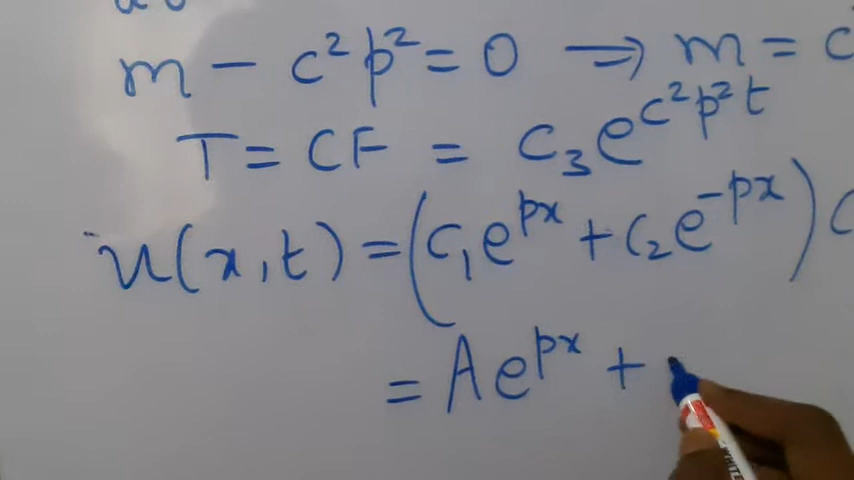 m - c²p² = 0 ⟹ m = c
T = CF = c₃e^{c²p²t}
u(x,t) = (c₁e^{px} + c₂e^{-px}) c
= Ae^{px} +